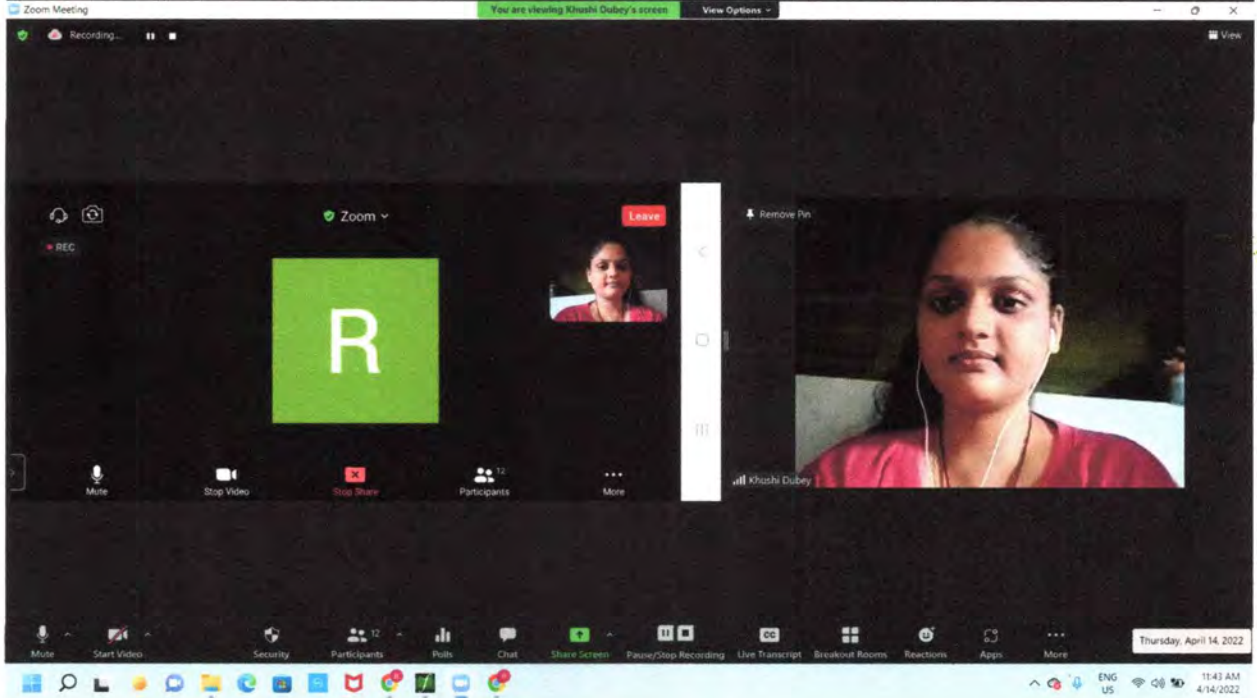 Zoom Meeting
You are viewing Khushi Dubey's screen
View Options
Recording...
View
Zoom
Leave
REC
R
Mute
Stop Video
Stop Share
12
Participants
More
Remove Pin
Khushi Dubey
Mute
Start Video
Security
Participants
12
Polls
Chat
Share Screen
Pause/Stop Recording
CC
Live Transcript
Breakout Rooms
Reactions
Apps
More
Thursday, April 14, 2022
ENG
US
11:43 AM
4/14/2022